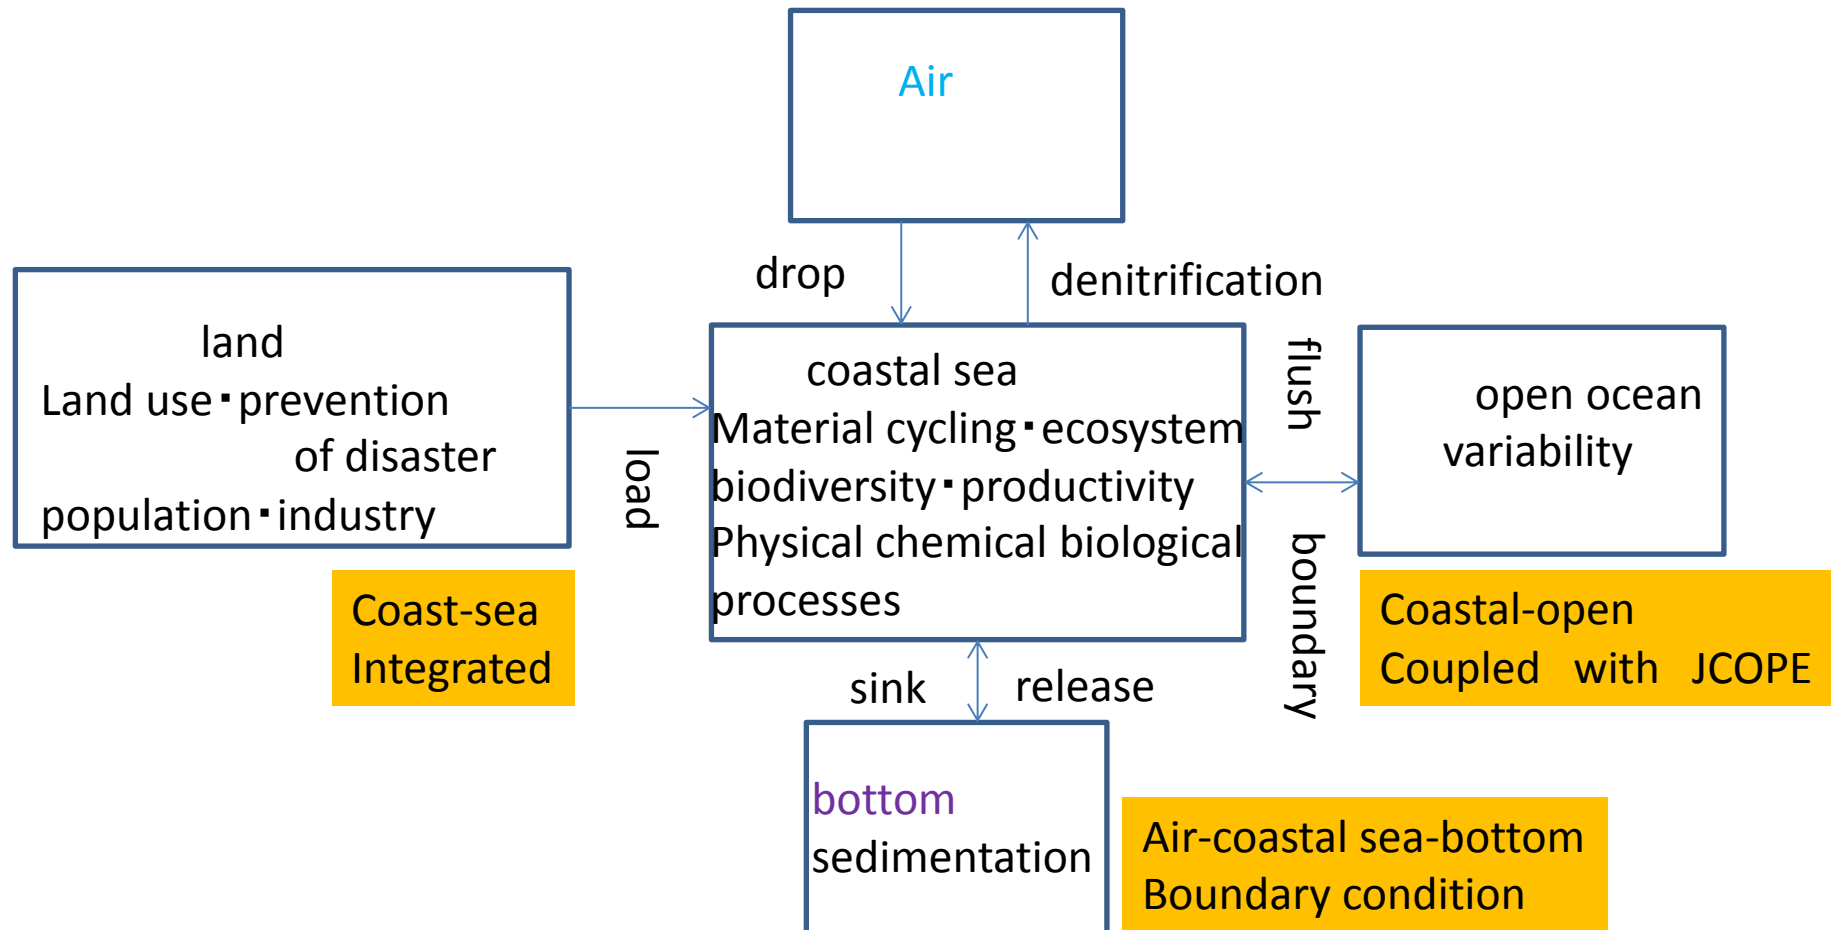 Air
drop
denitrification
land
Land use・prevention
of disaster
population・industry
load
coastal sea
Material cycling・ecosystem
biodiversity・productivity
Physical chemical biological
processes
flush
boundary
open ocean
variability
Coast-sea
Integrated
Coastal-open
Coupled with JCOPE
sink
release
bottom
sedimentation
Air-coastal sea-bottom
Boundary condition